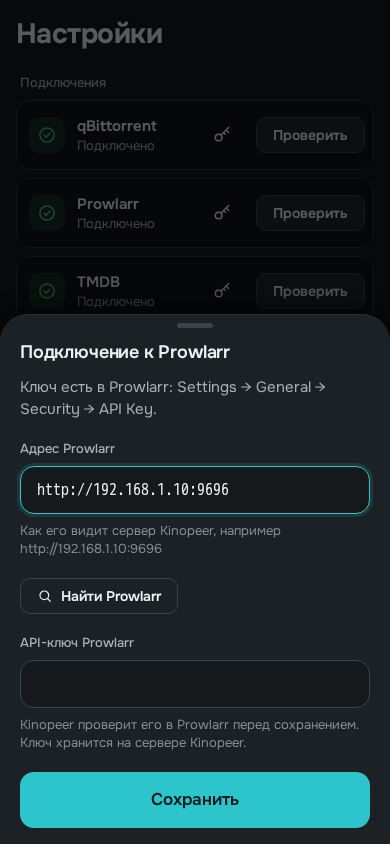 Настройки
Подключения
qBittorrent
Подключено
Проверить
Prowlarr
Подключено
Проверить
TMDB
Подключено
Проверить
Подключение к Prowlarr
Ключ есть в Prowlarr: Settings → General →
Security → API Key.
Адрес Prowlarr
http://192.168.1.10:9696
Как его видит сервер Kinopeer, например
http://192.168.1.10:9696
Найти Prowlarr
API-ключ Prowlarr
Kinopeer проверит его в Prowlarr перед сохранением.
Ключ хранится на сервере Kinopeer.
Сохранить